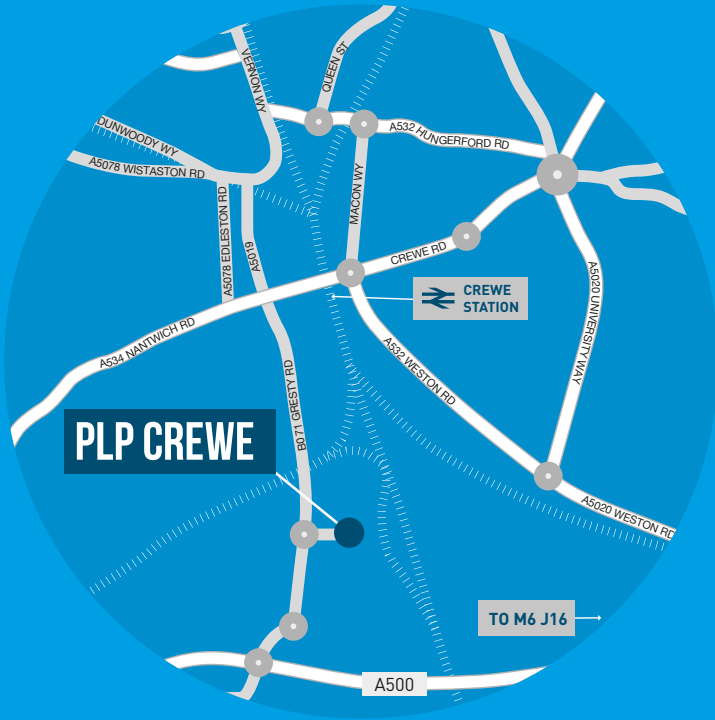 VERNON WY
QUEEN ST
DUNWOODY WY
A532 HUNGERFORD RD
A5078 WISTASTON RD
MACON WY
A5078 EDLESTON RD
A5019
CREWE RD
CREWE
STATION
A5020 UNIVERSITY WAY
A534 NANTWICH RD
A532 WESTON RD
B071 GRESTY RD
PLP CREWE
A5020 WESTON RD
TO M6 J16
A500